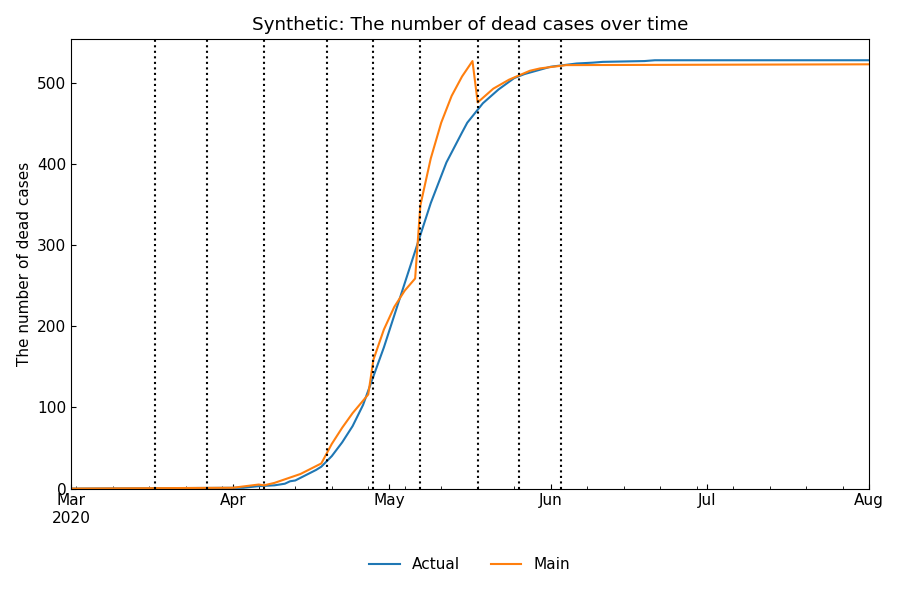 Synthetic: The number of dead cases over time
The number of dead cases
500
400
300
200
100
0
Mar Apr May Jun Jul Aug
2020
Actual Main